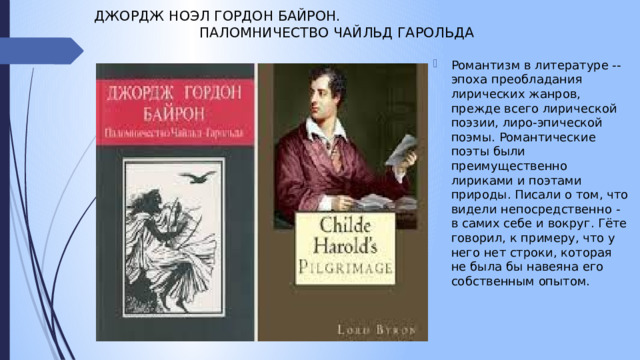 ДЖОРДЖ НОЭЛ ГОРДОН БАЙРОН.
ПАЛОМНИЧЕСТВО ЧАЙЛЬД ГАРОЛЬДА
ДЖОРДЖ ГОРДОН
БАЙРОН
Паломничество Чайльд-Гарольда
Childe
Harold's
Pilgrimage
Lord Byron
Романтизм в литературе --
эпоха преобладания
лирических жанров,
прежде всего лирической
поэзии, лиро-эпической
поэмы. Романтические
поэты были
преимущественно
лириками и поэтами
природы. Писали о том, что
видели непосредственно -
в самих себе и вокруг. Гёте
говорил, к примеру, что у
него нет строки, которая
не была бы навеяна его
собственным опытом.